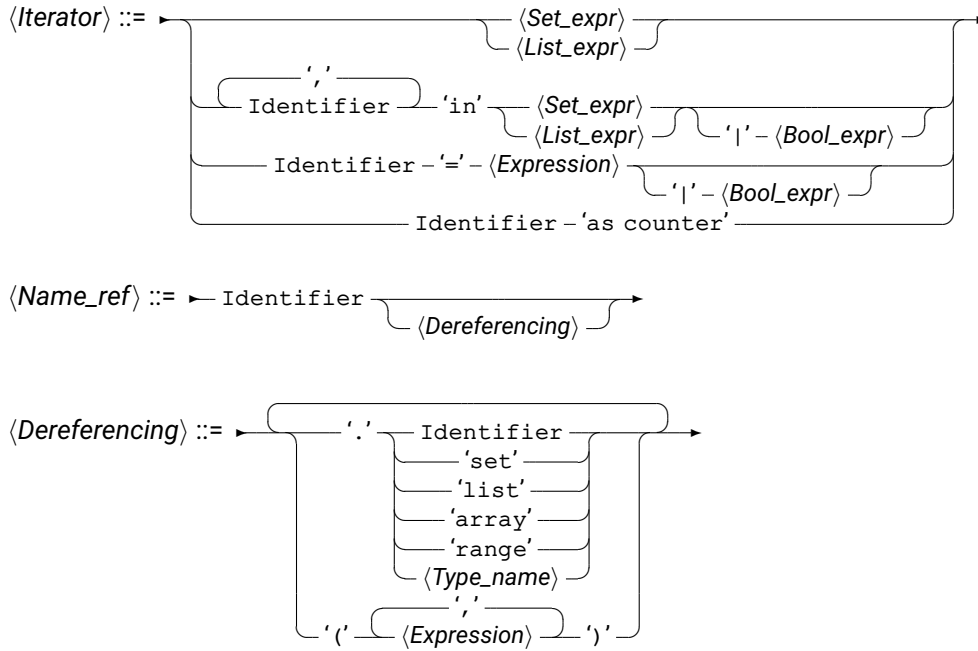 ⟨Iterator⟩ ::= ⟨Set_expr⟩
⟨List_expr⟩
‘,’
Identifier ‘in’ ⟨Set_expr⟩
⟨List_expr⟩ ‘|’ ⟨Bool_expr⟩
Identifier ‘=’ ⟨Expression⟩
‘|’ ⟨Bool_expr⟩
Identifier ‘as counter’
⟨Name_ref⟩ ::= Identifier
⟨Dereferencing⟩
⟨Dereferencing⟩ ::= ‘.’ Identifier
‘set’
‘list’
‘array’
‘range’
⟨Type_name⟩
‘,’
‘(’ ⟨Expression⟩ ‘)’